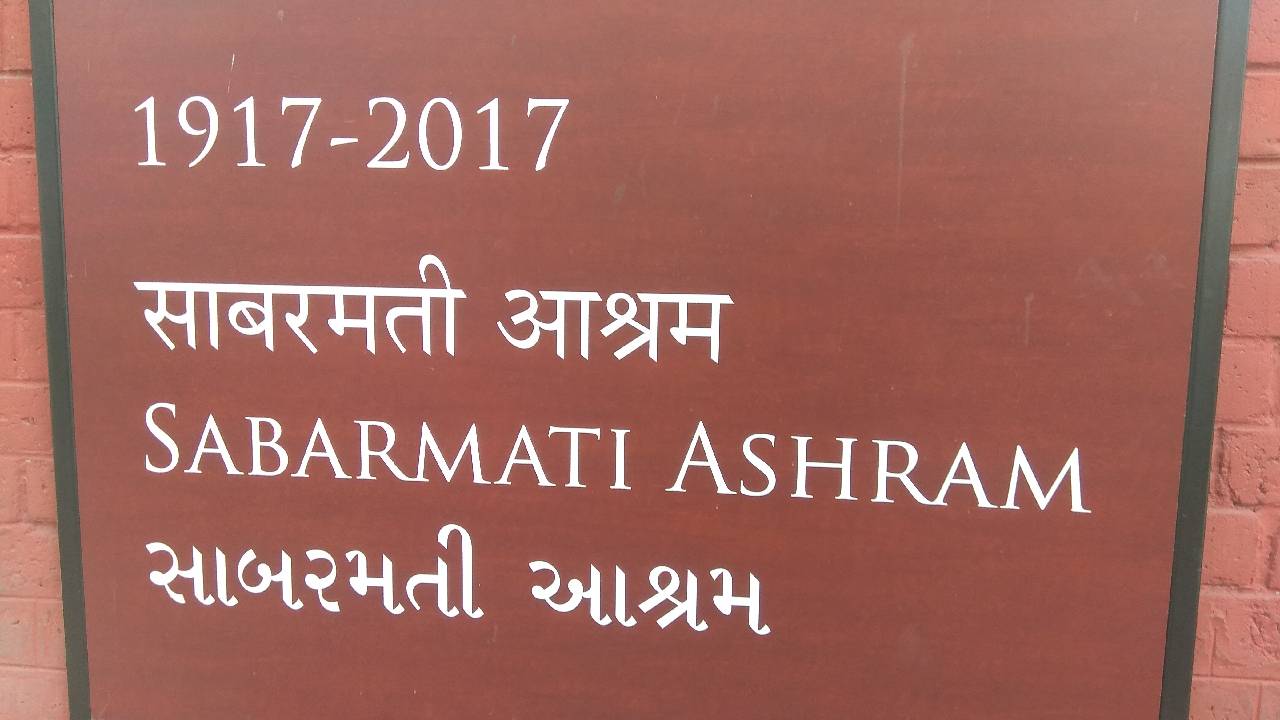 1917-2017
साबरमती आश्रम
SABARMATI ASHRAM
સાબરમતી આશ્રમ